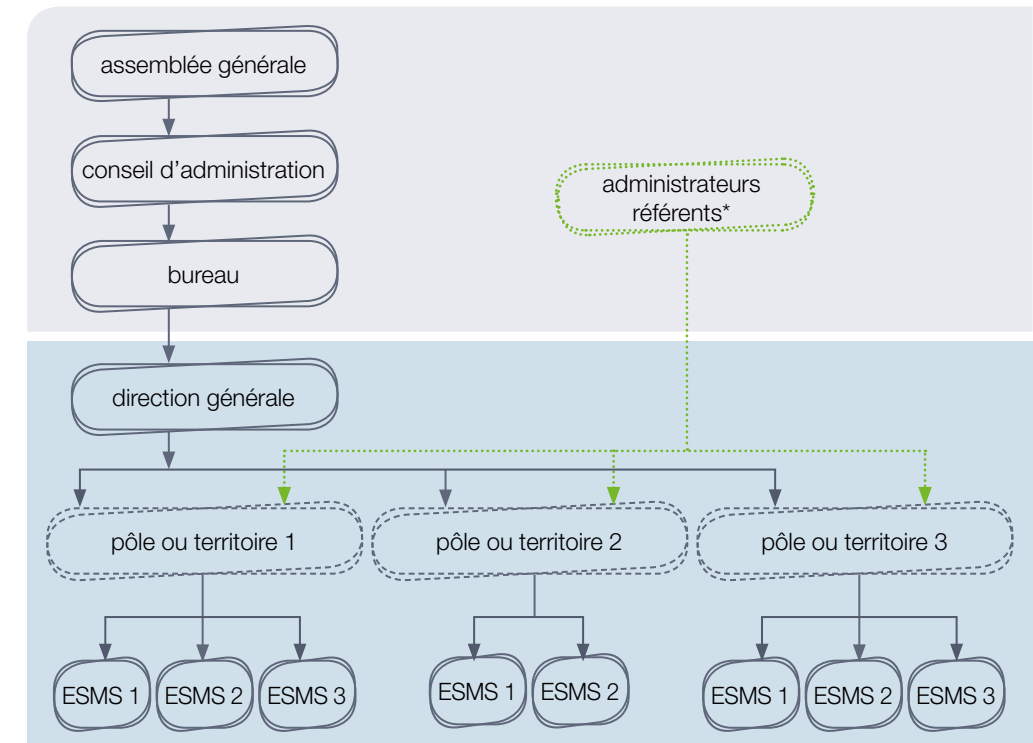 assemblée générale
conseil d'administration
administrateurs
référents*
bureau
direction générale
pôle ou territoire 1
pôle ou territoire 2
pôle ou territoire 3
ESMS 1
ESMS 2
ESMS 3
ESMS 1
ESMS 2
ESMS 1
ESMS 2
ESMS 3